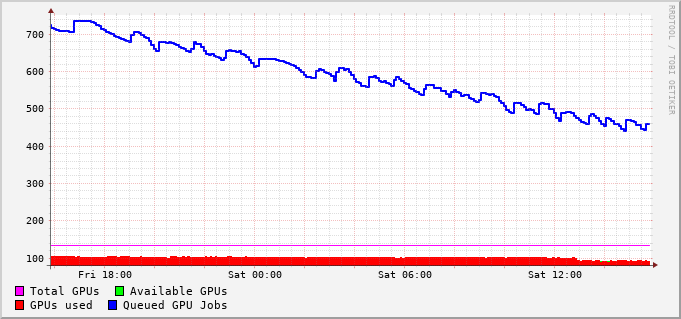 700
600
500
400
300
200
100
Fri 18:00 Sat 00:00 Sat 06:00 Sat 12:00
Total GPUs Available GPUs
GPUs used Queued GPU Jobs
RRDTOOL / TOBI OETIKER